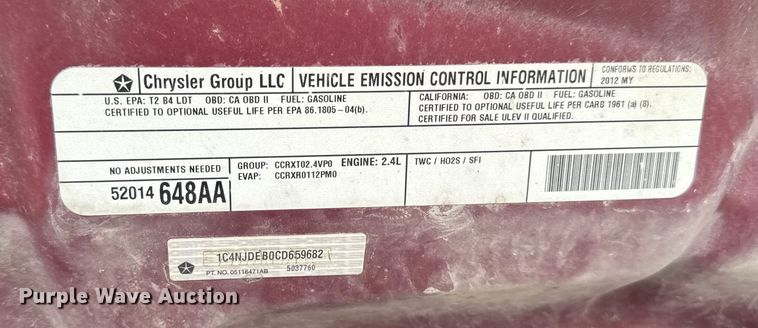 Chrysler Group LLC
VEHICLE EMISSION CONTROL INFORMATION
CONFORMS TO REGULATIONS:
2012 MY
U.S. EPA: T2 B4 LDT OBD: CA OBD II FUEL: GASOLINE
CERTIFIED TO OPTIONAL USEFUL LIFE PER EPA 86.1805-04(b).
CALIFORNIA: OBD: CA OBD II FUEL: GASOLINE
CERTIFIED TO OPTIONAL USEFUL LIFE PER CARB 1961 (a) (8).
CERTIFIED FOR SALE ULEV II QUALIFIED.
NO ADJUSTMENTS NEEDED
52014 648AA
GROUP: CCRXT02.4VP0 ENGINE: 2.4L
EVAP: CCRXR0112PM0
TWC / HO2S / SFI
1C4NJDEB0CD659682
PT. NO. 05116471AB 5037760
Purple Wave Auction